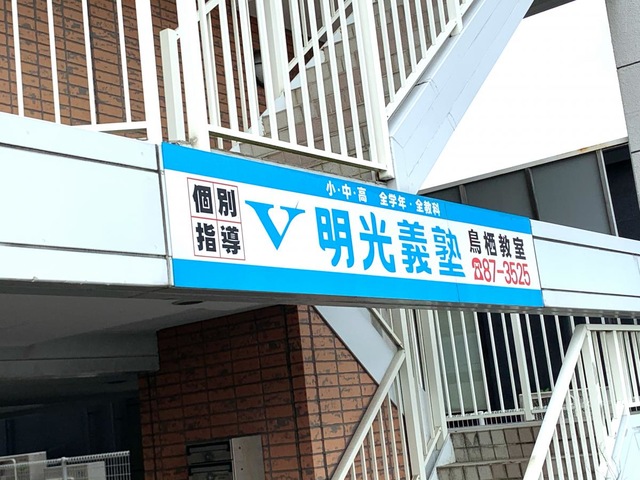 小・中・高 全学年・全教科
個別
指導
V
明光義塾
鳥栖教室
☎87-3525